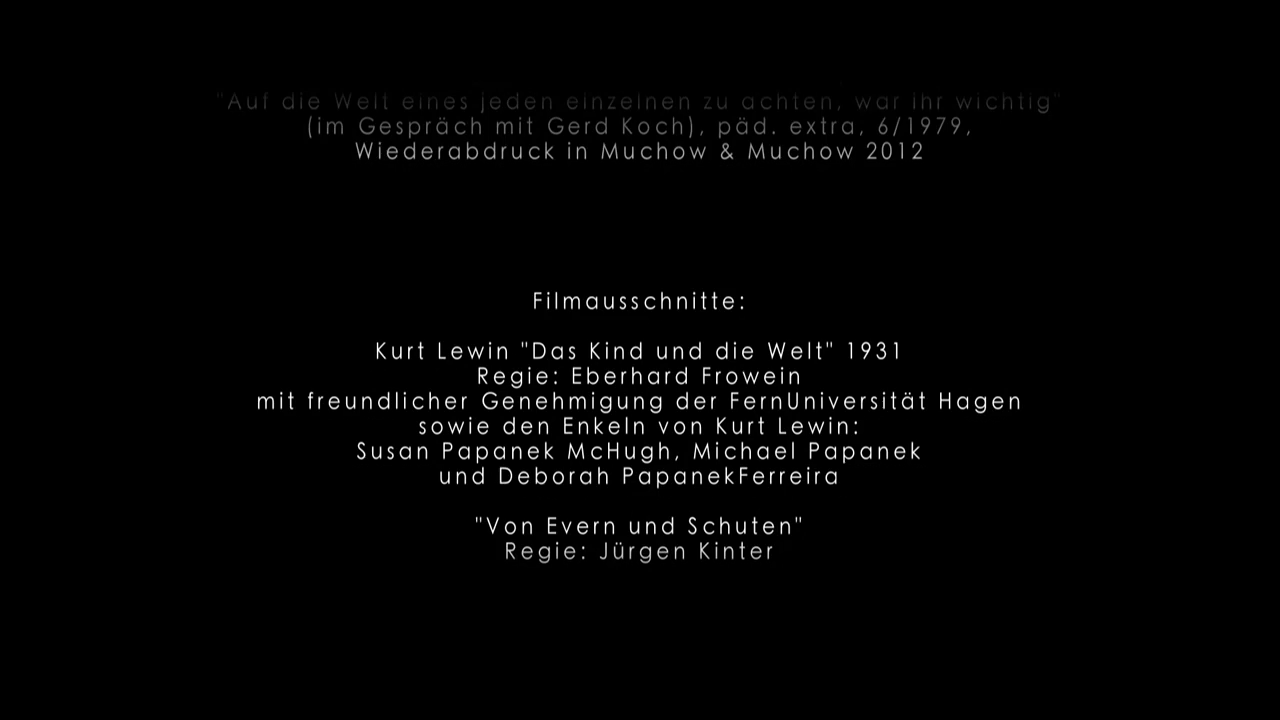 "Auf die Welt eines jeden einzelnen zu achten, war ihr wichtig"
(im Gespräch mit Gerd Koch), päd. extra, 6/1979,
Wiederabdruck in Muchow & Muchow 2012
Filmausschnitte:
Kurt Lewin "Das Kind und die Welt" 1931
Regie: Eberhard Frowein
mit freundlicher Genehmigung der FernUniversität Hagen
sowie den Enkeln von Kurt Lewin:
Susan Papanek McHugh, Michael Papanek
und Deborah PapanekFerreira
"Von Evern und Schuten"
Regie: Jürgen Kinter